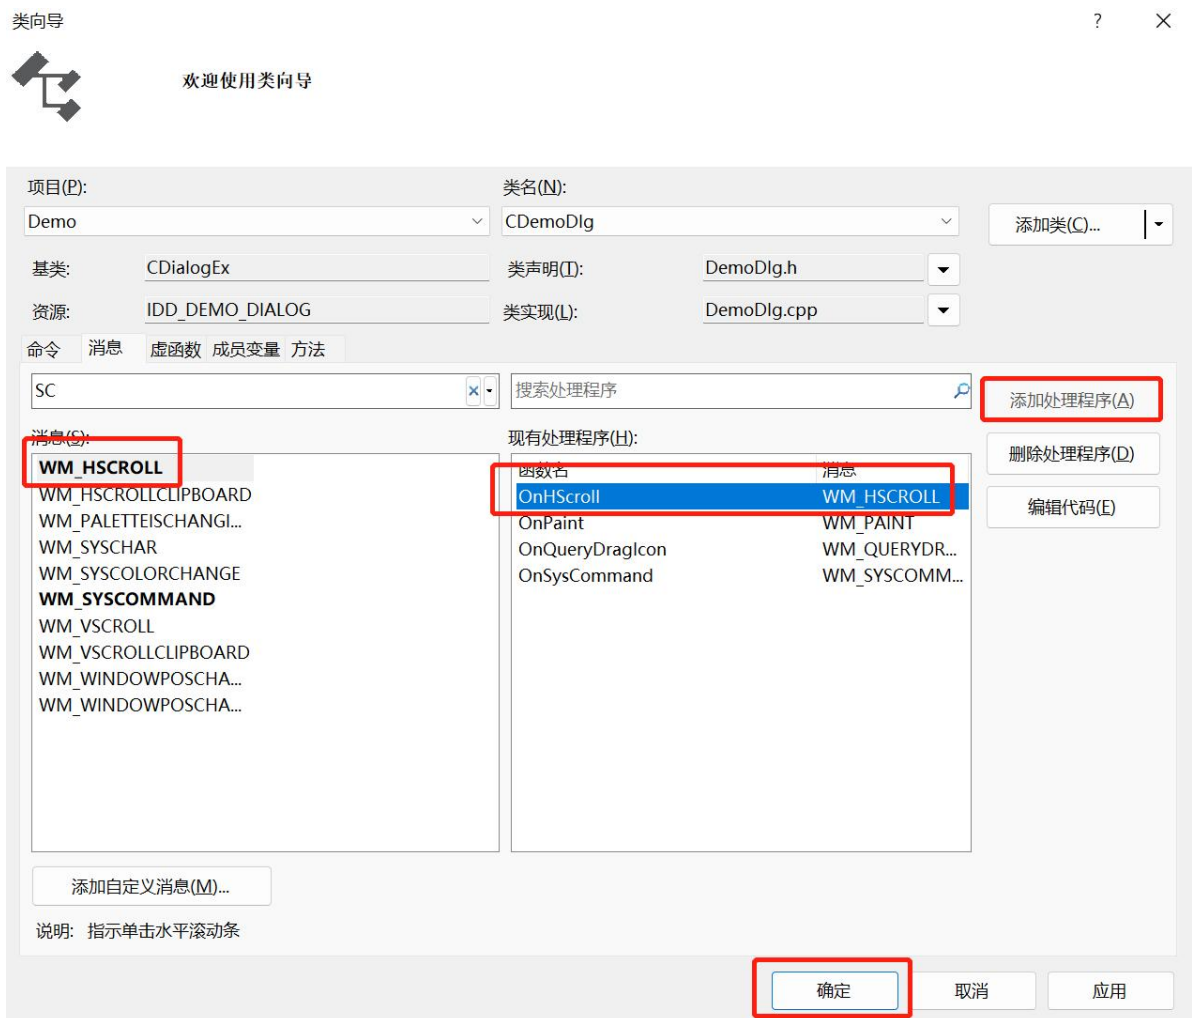 类向导
?
欢迎使用类向导
项目(P):
类名(N):
Demo
CDemoDlg
添加类(C)...
基类:
CDialogEx
类声明(T):
DemoDlg.h
资源:
IDD_DEMO_DIALOG
类实现(L):
DemoDlg.cpp
命令 消息 虚函数 成员变量 方法
SC
搜索处理程序
添加处理程序(A)
消息(S):
现有处理程序(H):
删除处理程序(D)
WM_HSCROLL
函数名 消息
WM_HSCROLLCLIPBOARD
OnHScroll WM_HSCROLL
编辑代码(E)
WM_PALETTEISCHANGI...
OnPaint WM_PAINT
WM_SYSCHAR
OnQueryDragIcon WM_QUERYDR...
WM_SYSCOLORCHANGE
OnSysCommand WM_SYSCOMM...
WM_SYSCOMMAND
WM_VSCROLL
WM_VSCROLLCLIPBOARD
WM_WINDOWPOSCHA...
WM_WINDOWPOSCHA...
添加自定义消息(M)...
说明: 指示单击水平滚动条
确定
取消
应用